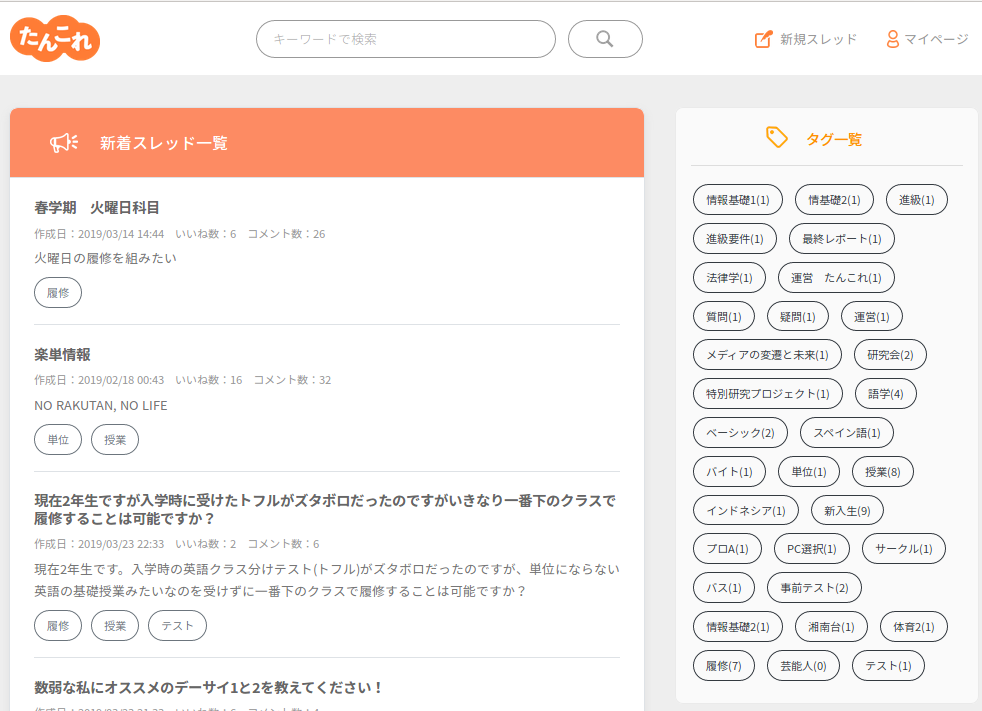 たんこれ
キーワードで検索
新規スレッド
マイページ
新着スレッド一覧
春学期　火曜日科目
作成日：2019/03/14 14:44　いいね数：6　コメント数：26
火曜日の履修を組みたい
履修
楽単情報
作成日：2019/02/18 00:43　いいね数：16　コメント数：32
NO RAKUTAN, NO LIFE
単位　授業
現在2年生ですが入学時に受けたトフルがズタボロだったのですがいきなり一番下のクラスで
履修することは可能ですか？
作成日：2019/03/23 22:33　いいね数：2　コメント数：6
現在2年生です。入学時の英語クラス分けテスト(トフル)がズタボロだったのですが、単位にならない
英語の基礎授業みたいなのを受けずに一番下のクラスで履修することは可能ですか？
履修　授業　テスト
数弱な私にオススメのデーサイ1と2を教えてください！
タグ一覧
情報基礎1(1)　情基礎2(1)　進級(1)
進級要件(1)　最終レポート(1)
法律学(1)　運営　たんこれ(1)
質問(1)　疑問(1)　運営(1)
メディアの変遷と未来(1)　研究会(2)
特別研究プロジェクト(1)　語学(4)
ベーシック(2)　スペイン語(1)
バイト(1)　単位(1)　授業(8)
インドネシア(1)　新入生(9)
プロA(1)　PC選択(1)　サークル(1)
バス(1)　事前テスト(2)
情報基礎2(1)　湘南台(1)　体育2(1)
履修(7)　芸能人(0)　テスト(1)